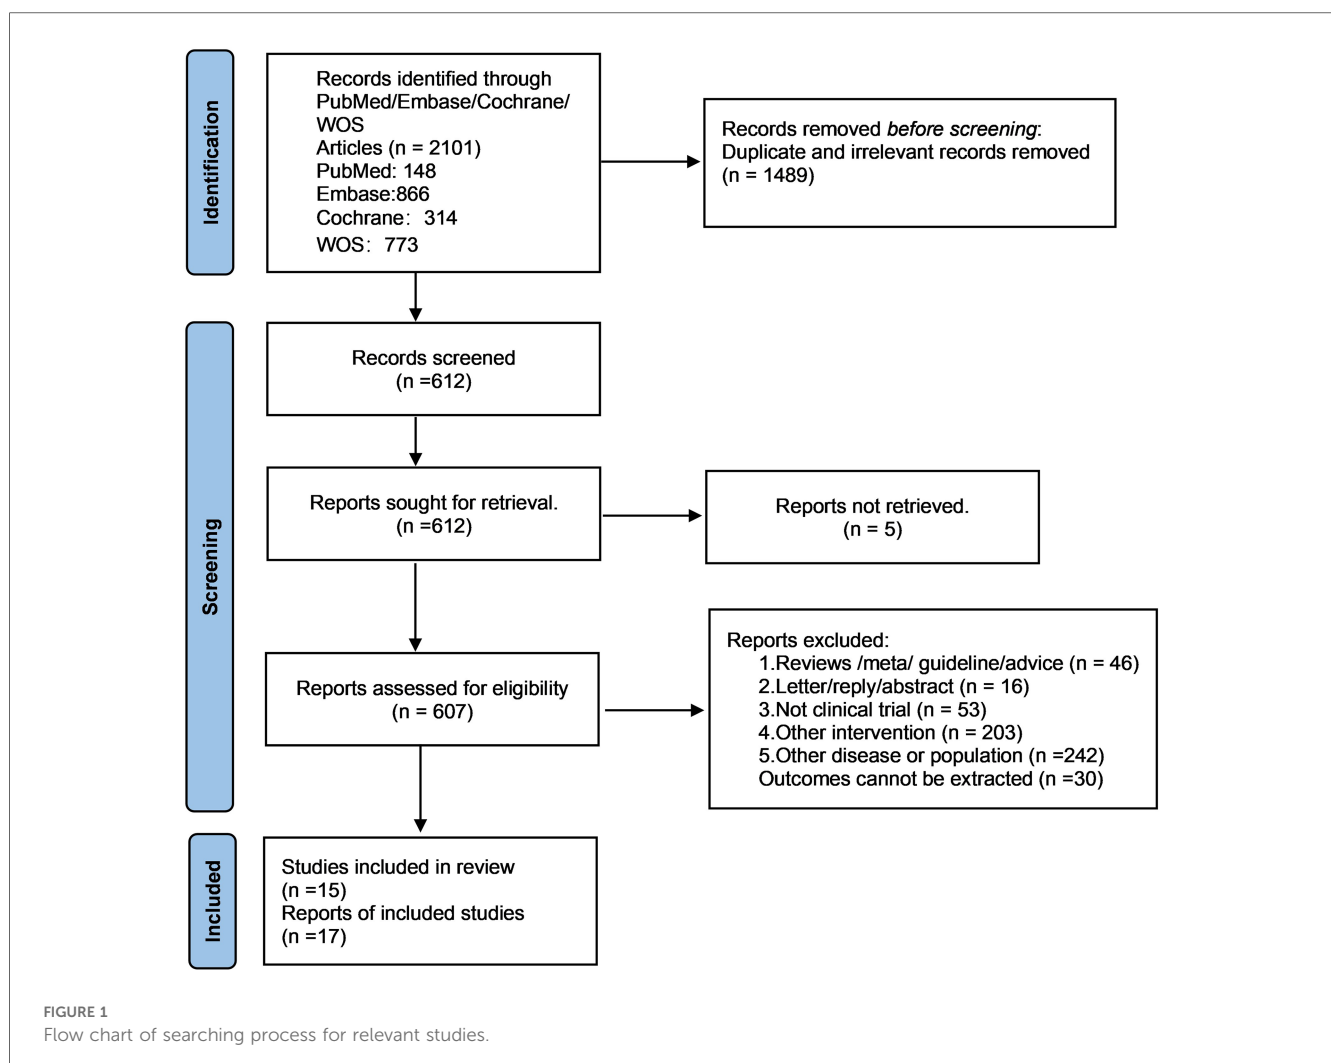 Identification
Records identified through
PubMed/Embase/Cochrane/
WOS
Articles (n = 2101)
PubMed: 148
Embase:866
Cochrane: 314
WOS: 773
Records removed before screening:
Duplicate and irrelevant records removed
(n = 1489)
Screening
Records screened
(n =612)
Reports sought for retrieval.
(n =612)
Reports not retrieved.
(n = 5)
Reports assessed for eligibility
(n = 607)
Reports excluded:
1.Reviews /meta/ guideline/advice (n = 46)
2.Letter/reply/abstract (n = 16)
3.Not clinical trial (n = 53)
4.Other intervention (n = 203)
5.Other disease or population (n =242)
Outcomes cannot be extracted (n =30)
Included
Studies included in review
(n =15)
Reports of included studies
(n =17)
FIGURE 1
Flow chart of searching process for relevant studies.